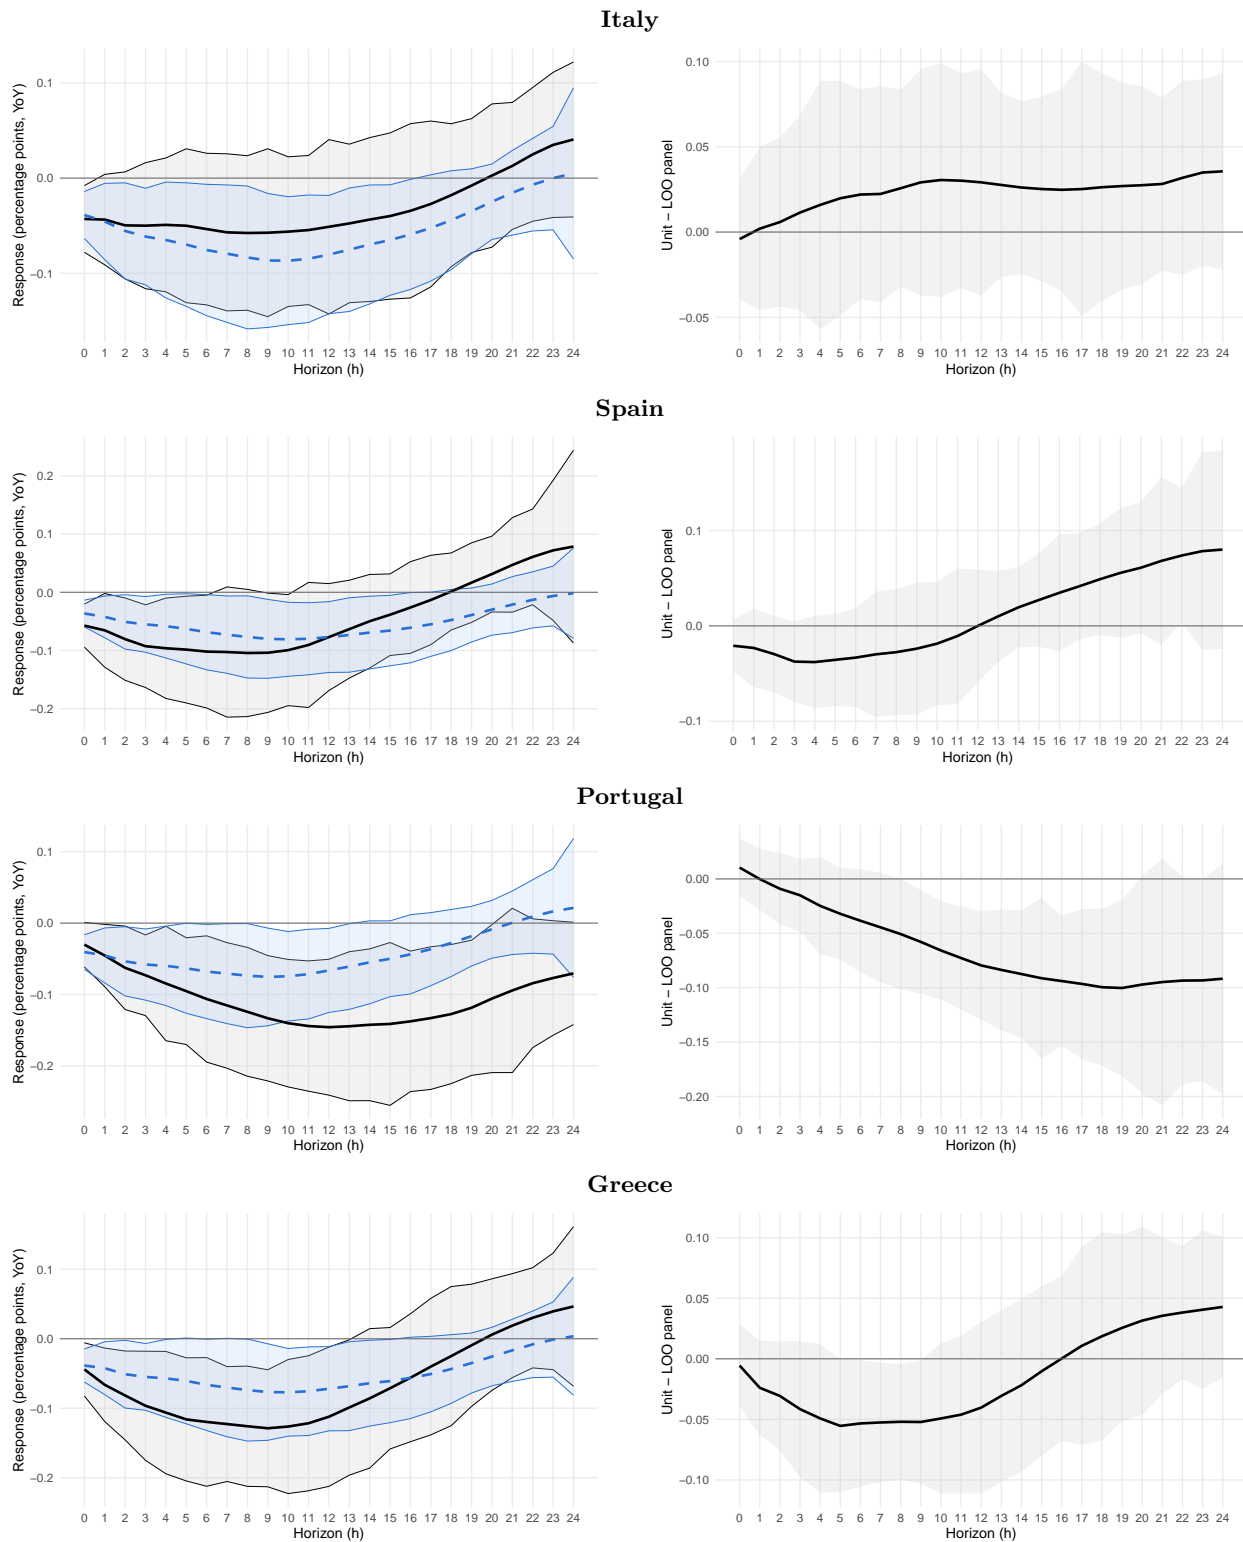 Italy
Response (percentage points, YoY)
0.1
0.0
−0.1
0 1 2 3 4 5 6 7 8 9 10 11 12 13 14 15 16 17 18 19 20 21 22 23 24
Horizon (h)
Unit − LOO panel
0.10
0.05
0.00
−0.05
0 1 2 3 4 5 6 7 8 9 10 11 12 13 14 15 16 17 18 19 20 21 22 23 24
Horizon (h)
Spain
Response (percentage points, YoY)
0.2
0.1
0.0
−0.1
−0.2
0 1 2 3 4 5 6 7 8 9 10 11 12 13 14 15 16 17 18 19 20 21 22 23 24
Horizon (h)
Unit − LOO panel
0.1
0.0
−0.1
0 1 2 3 4 5 6 7 8 9 10 11 12 13 14 15 16 17 18 19 20 21 22 23 24
Horizon (h)
Portugal
Response (percentage points, YoY)
0.1
0.0
−0.1
−0.2
0 1 2 3 4 5 6 7 8 9 10 11 12 13 14 15 16 17 18 19 20 21 22 23 24
Horizon (h)
Unit − LOO panel
0.00
−0.05
−0.10
−0.15
−0.20
0 1 2 3 4 5 6 7 8 9 10 11 12 13 14 15 16 17 18 19 20 21 22 23 24
Horizon (h)
Greece
Response (percentage points, YoY)
0.1
0.0
−0.1
−0.2
0 1 2 3 4 5 6 7 8 9 10 11 12 13 14 15 16 17 18 19 20 21 22 23 24
Horizon (h)
Unit − LOO panel
0.10
0.05
0.00
−0.05
−0.10
0 1 2 3 4 5 6 7 8 9 10 11 12 13 14 15 16 17 18 19 20 21 22 23 24
Horizon (h)